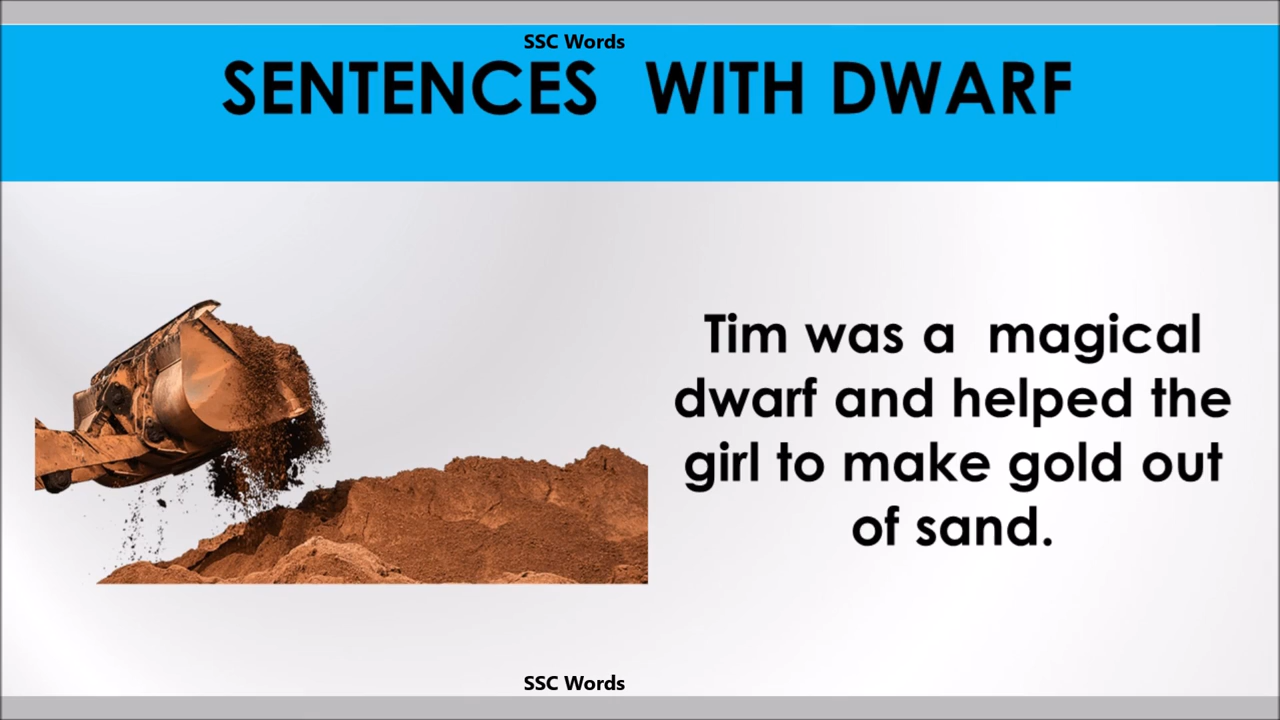 SSC Words
SENTENCES WITH DWARF
Tim was a magical
dwarf and helped the
girl to make gold out
of sand.
SSC Words